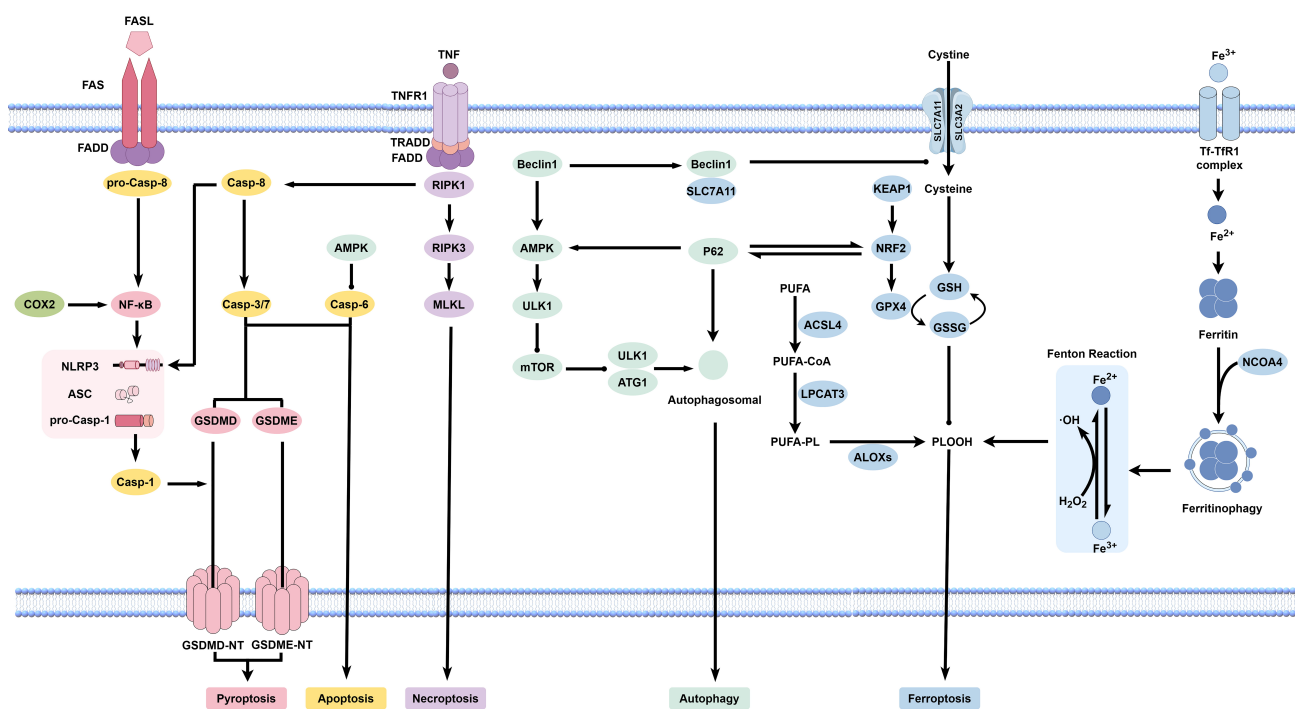 FASL
FAS
FADD
pro-Casp-8
Casp-8
COX2
NF-κB
NLRP3
ASC
pro-Casp-1
Casp-1
Casp-3/7
GSDMD
GSDME
GSDMD-NT
GSDME-NT
Pyroptosis
AMPK
Casp-6
Apoptosis
TNF
TNFR1
TRADD
FADD
RIPK1
RIPK3
MLKL
Necroptosis
Beclin1
Beclin1
SLC7A11
AMPK
P62
ULK1
mTOR
ULK1
ATG1
Autophagosomal
Autophagy
Cystine
SLC7A11
SLC3A2
Cysteine
KEAP1
NRF2
GPX4
GSH
GSSG
PUFA
ACSL4
PUFA-CoA
LPCAT3
PUFA-PL
ALOXs
PLOOH
Ferroptosis
Fe3+
Tf-TfR1
complex
Fe2+
Ferritin
NCOA4
Ferritinophagy
Fenton Reaction
Fe2+
·OH
H2O2
Fe3+